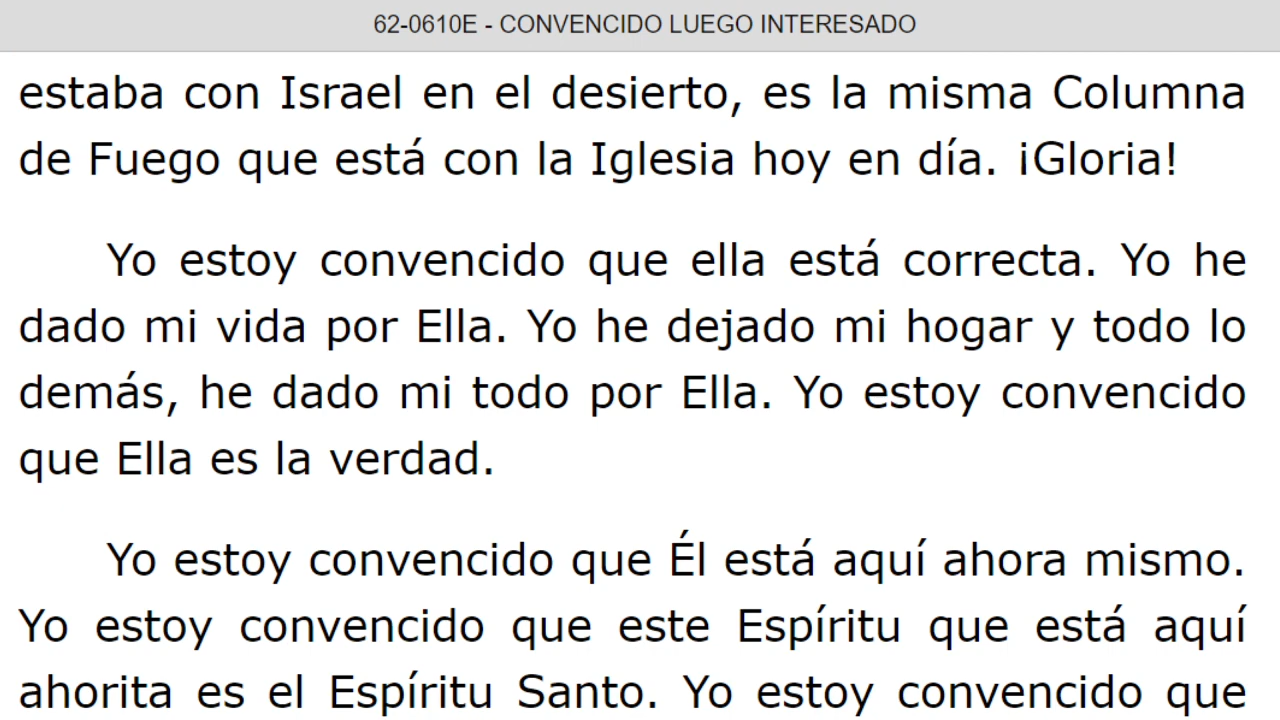 62-0610E - CONVENCIDO LUEGO INTERESADO
estaba con Israel en el desierto, es la misma Columna
de Fuego que está con la Iglesia hoy en día. ¡Gloria!
Yo estoy convencido que ella está correcta. Yo he
dado mi vida por Ella. Yo he dejado mi hogar y todo lo
demás, he dado mi todo por Ella. Yo estoy convencido
que Ella es la verdad.
Yo estoy convencido que Él está aquí ahora mismo.
Yo estoy convencido que este Espíritu que está aquí
ahorita es el Espíritu Santo. Yo estoy convencido que